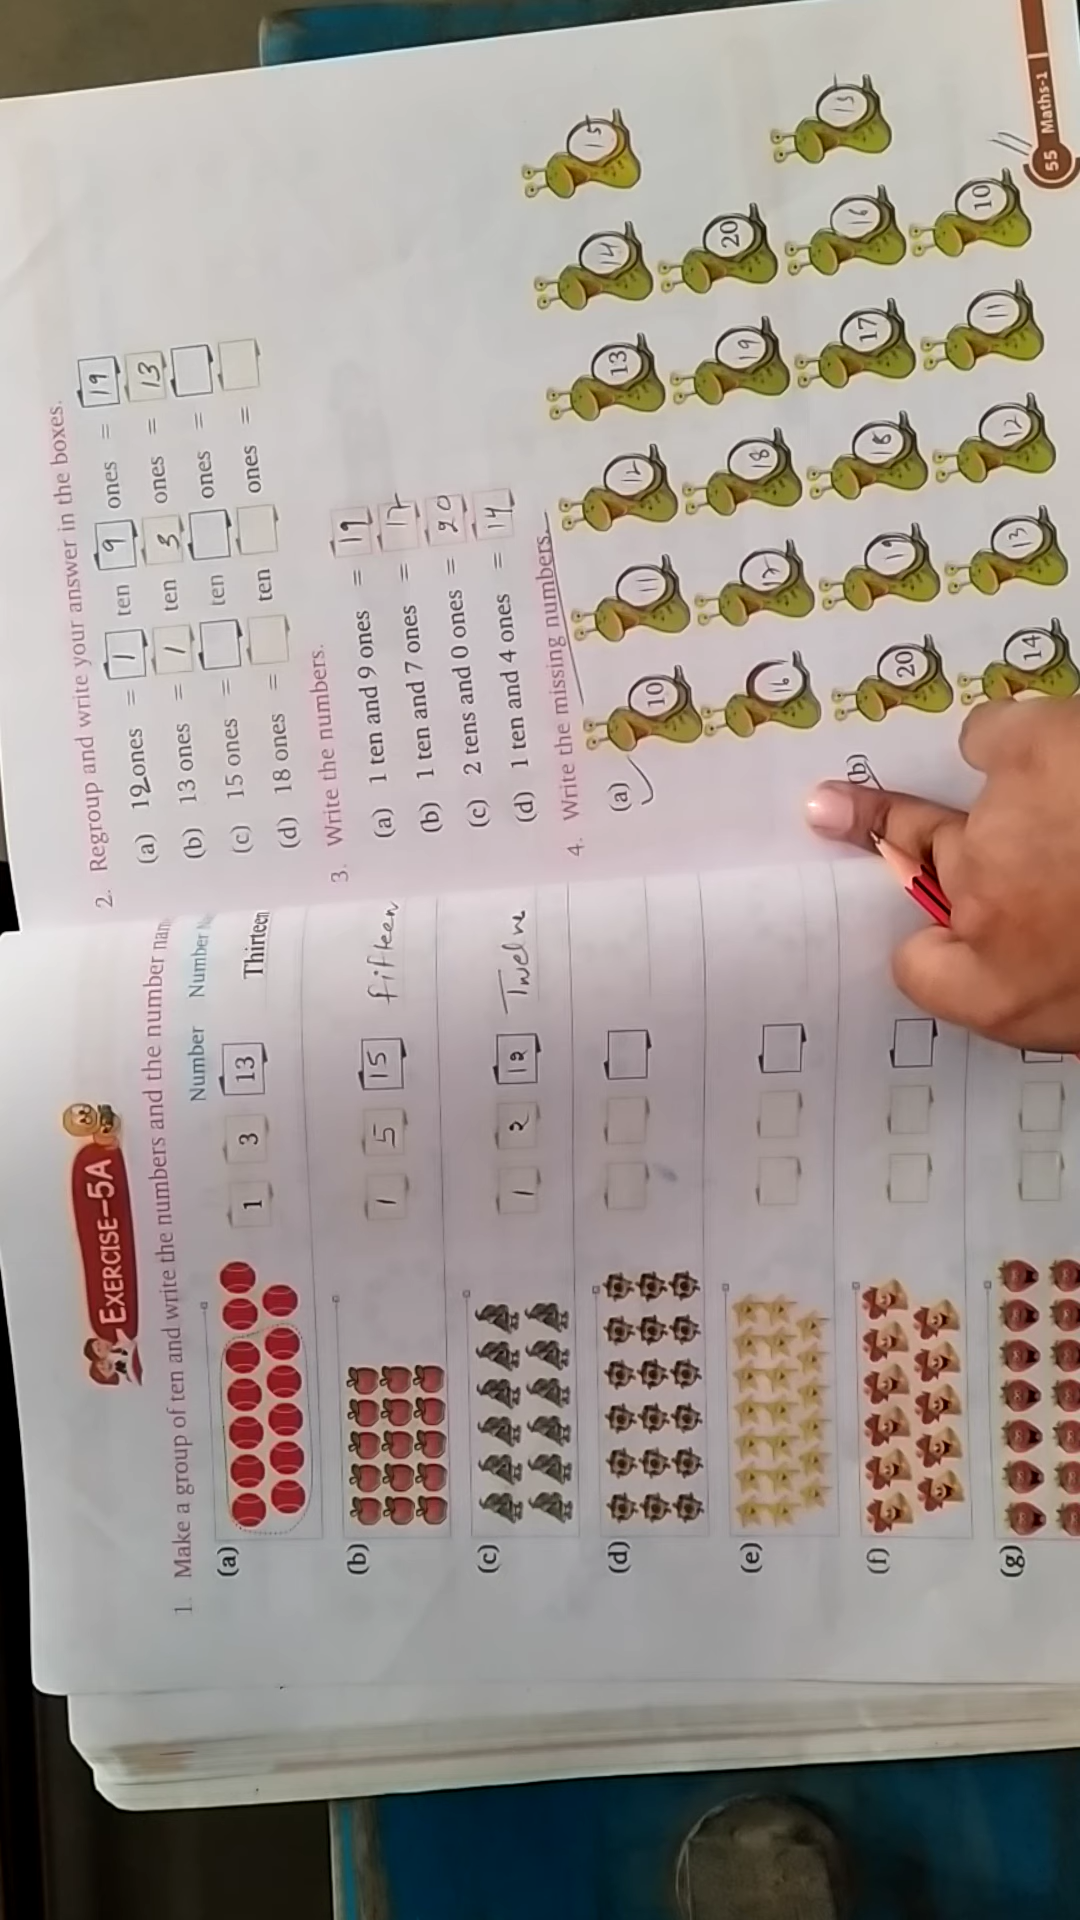 EXERCISE–5A
1. Make a group of ten and write the numbers and the number
Number Number
(a) 1 3 13 Thirteen
(b) 1 5 15 fifteen
(c) 1 2 12 Twelve
(d)
(e)
(f)
(g)
2. Regroup and write your answer in the boxes.
(a) 19 ones = 1 ten 9 ones = 19
(b) 13 ones = 1 ten 3 ones = 13
(c) 15 ones = ten ones =
(d) 18 ones = ten ones =
3. Write the numbers.
(a) 1 ten and 9 ones = 19
(b) 1 ten and 7 ones = 17
(c) 2 tens and 0 ones = 20
(d) 1 ten and 4 ones = 14
4. Write the missing numbers.
(a) 10 11 12 13 14 15
16 17 18 19 20
(b) 20 19 18 17 16 15
14 13 12 11 10
55 Maths-1